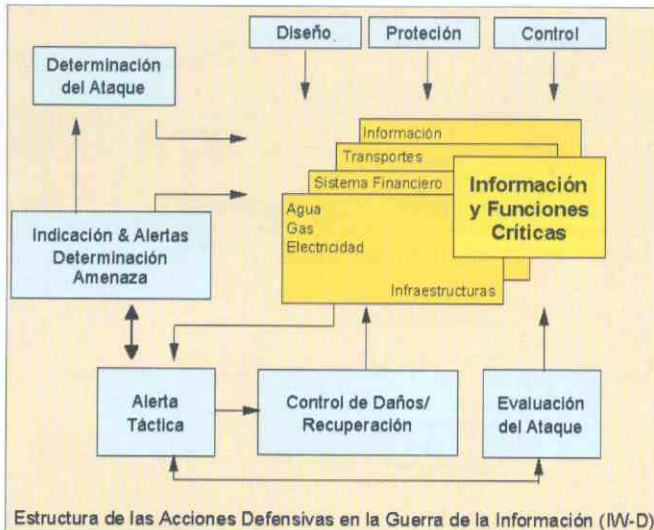 Diseño
Proteción
Control
Determinación
del Ataque
Información
Transportes
Sistema Financiero
Información
y Funciones
Críticas
Agua
Gas
Electricidad
Infraestructuras
Indicación & Alertas
Determinación
Amenaza
Alerta
Táctica
Control de Daños/
Recuperación
Evaluación
del Ataque
Estructura de las Acciones Defensivas en la Guerra de la Información (IW-D)